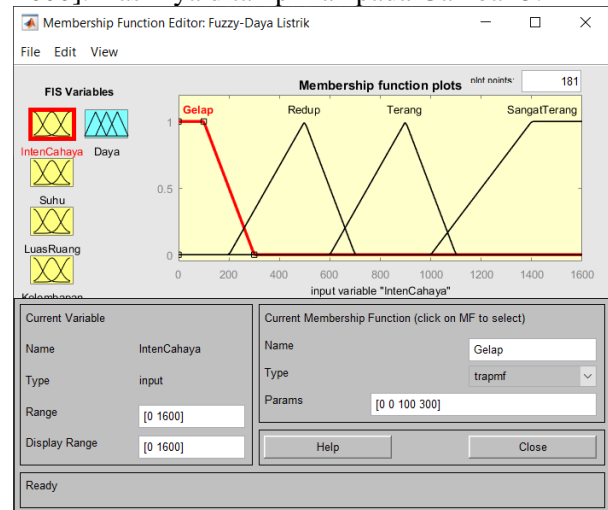 Membership Function Editor: Fuzzy-Daya Listrik
File Edit View
FIS Variables
IntenCahaya Daya
Suhu
LuasRuang
Kelembapan
Membership function plots plot points: 181
Gelap Redup Terang SangatTerang
1
0.5
0
0 200 400 600 800 1000 1200 1400 1600
input variable "IntenCahaya"
Current Variable
Name IntenCahaya
Type input
Range [0 1600]
Display Range [0 1600]
Current Membership Function (click on MF to select)
Name Gelap
Type trapmf
Params [0 0 100 300]
Help Close
Ready